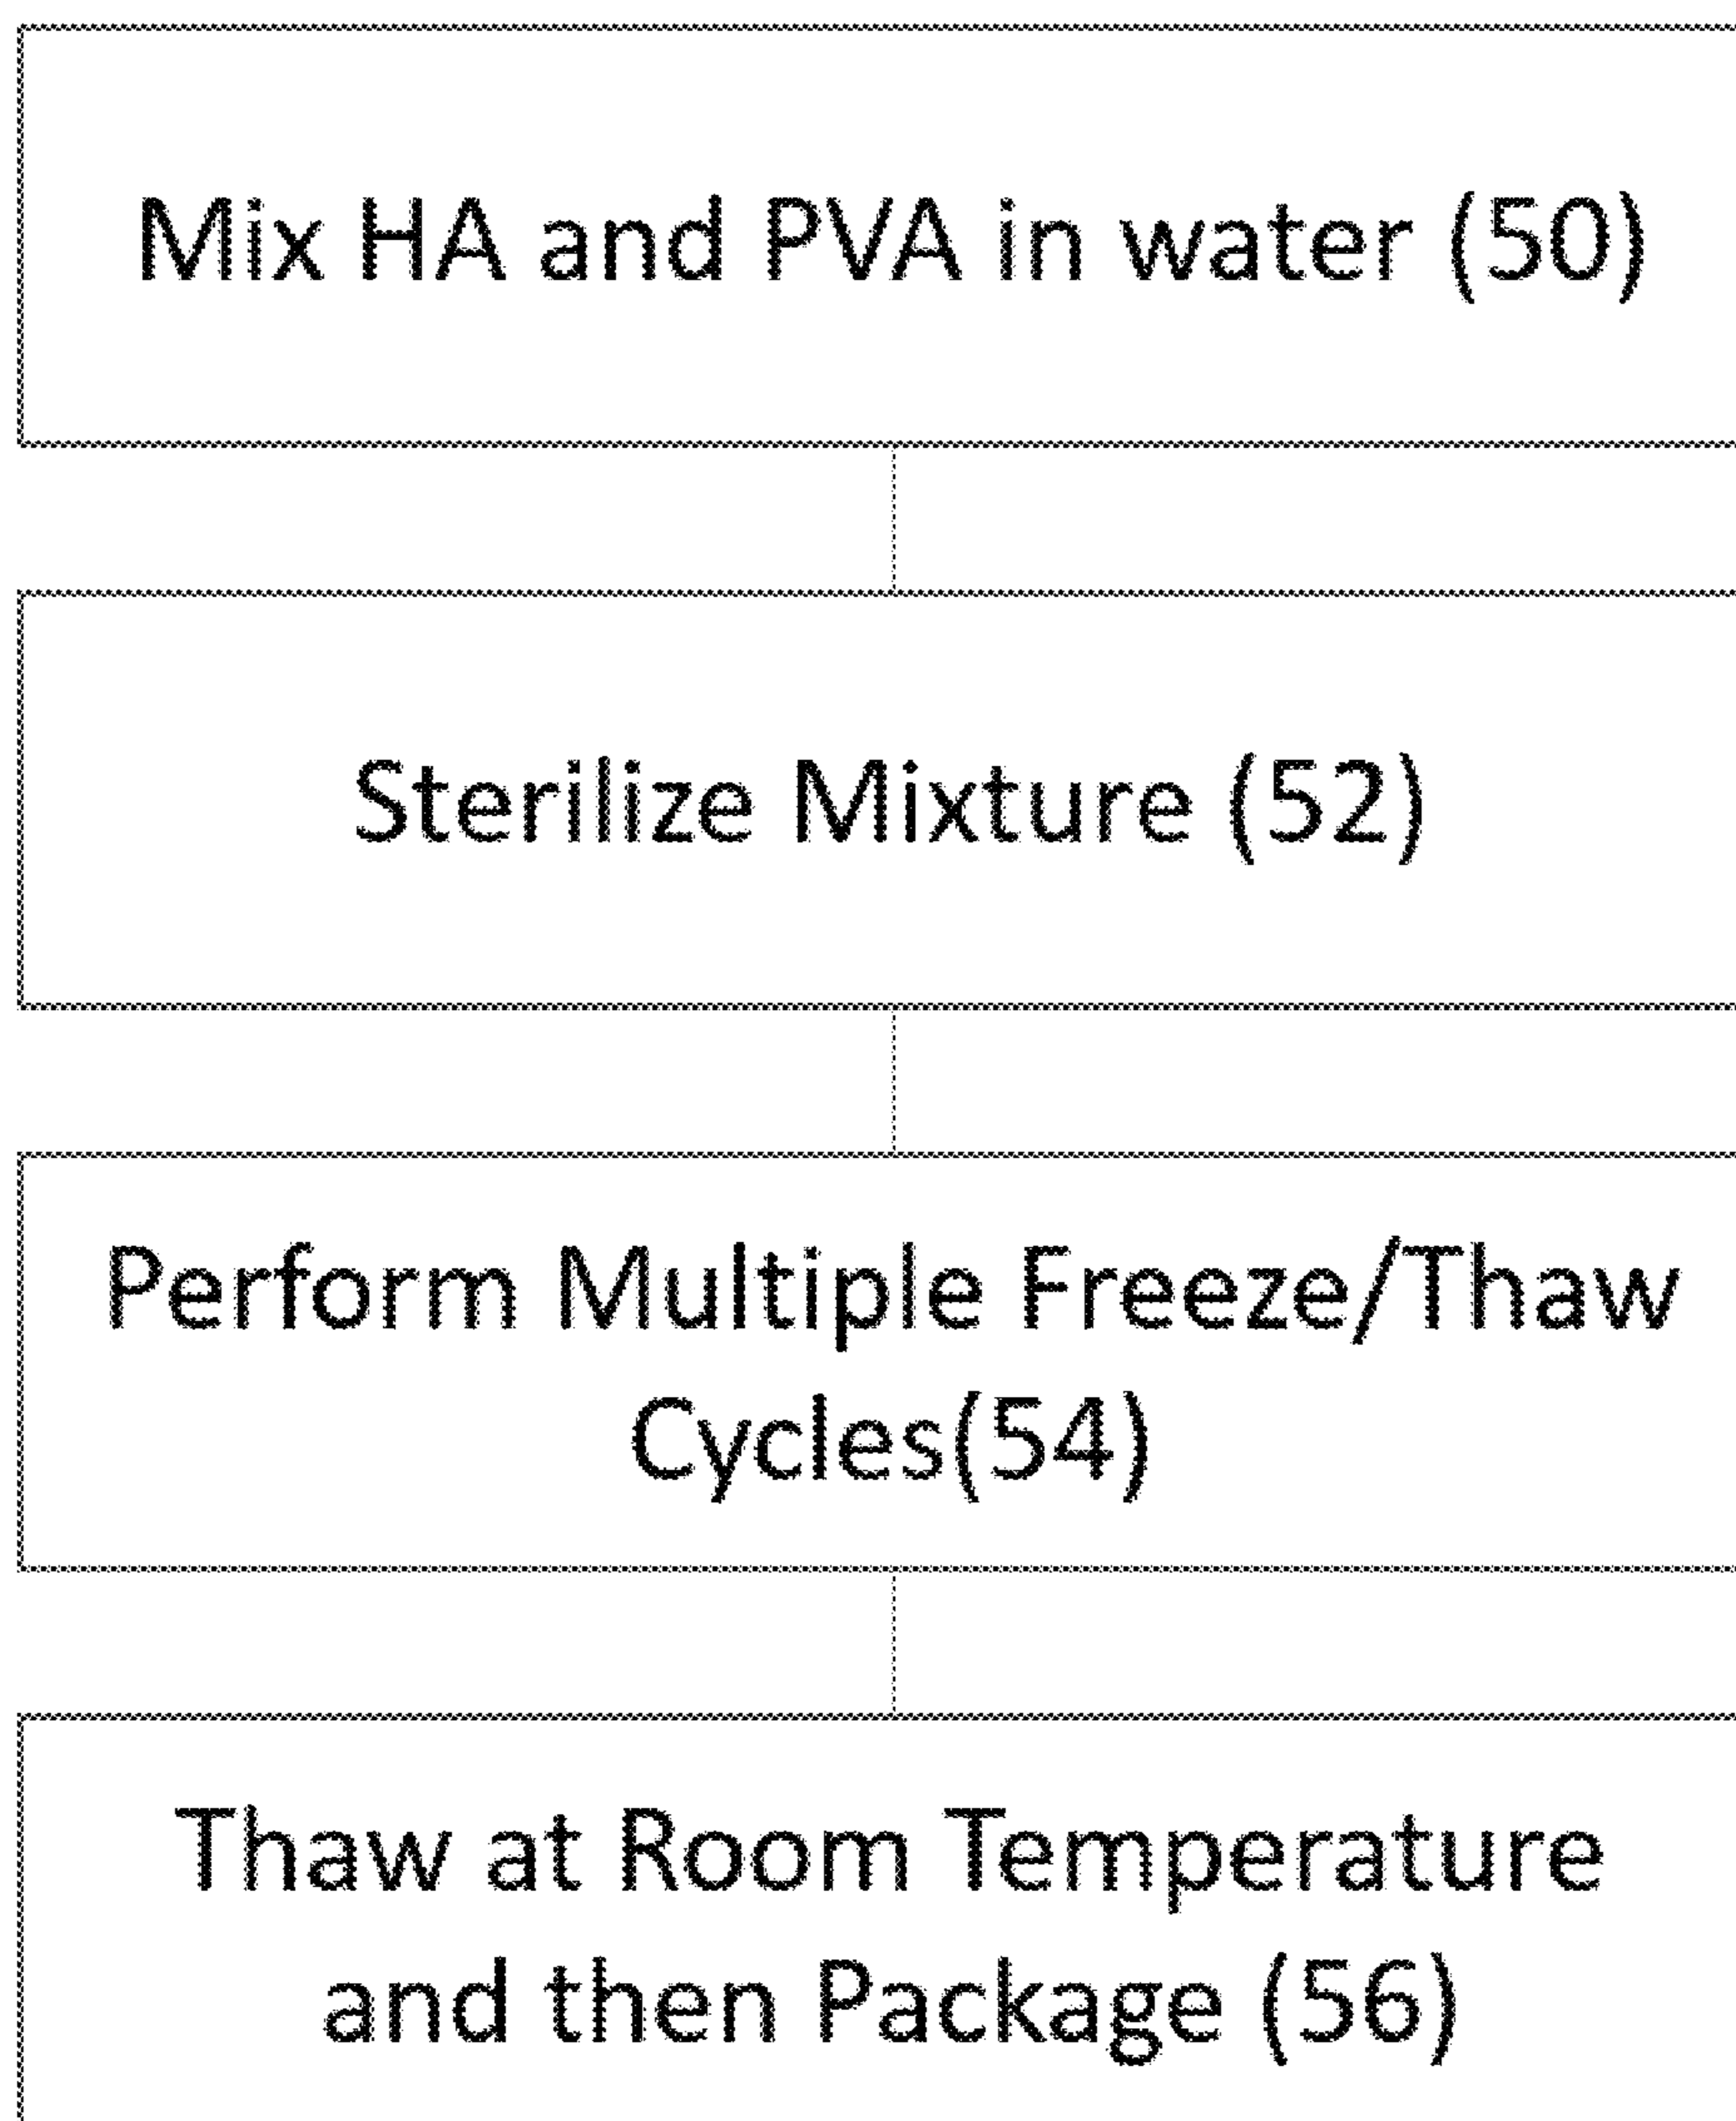 Mix HA and PVA in water (50)
Sterilize Mixture (52)
Perform Multiple Freeze/Thaw
Cycles(54)
Thaw at Room Temperature
and then Package (56)